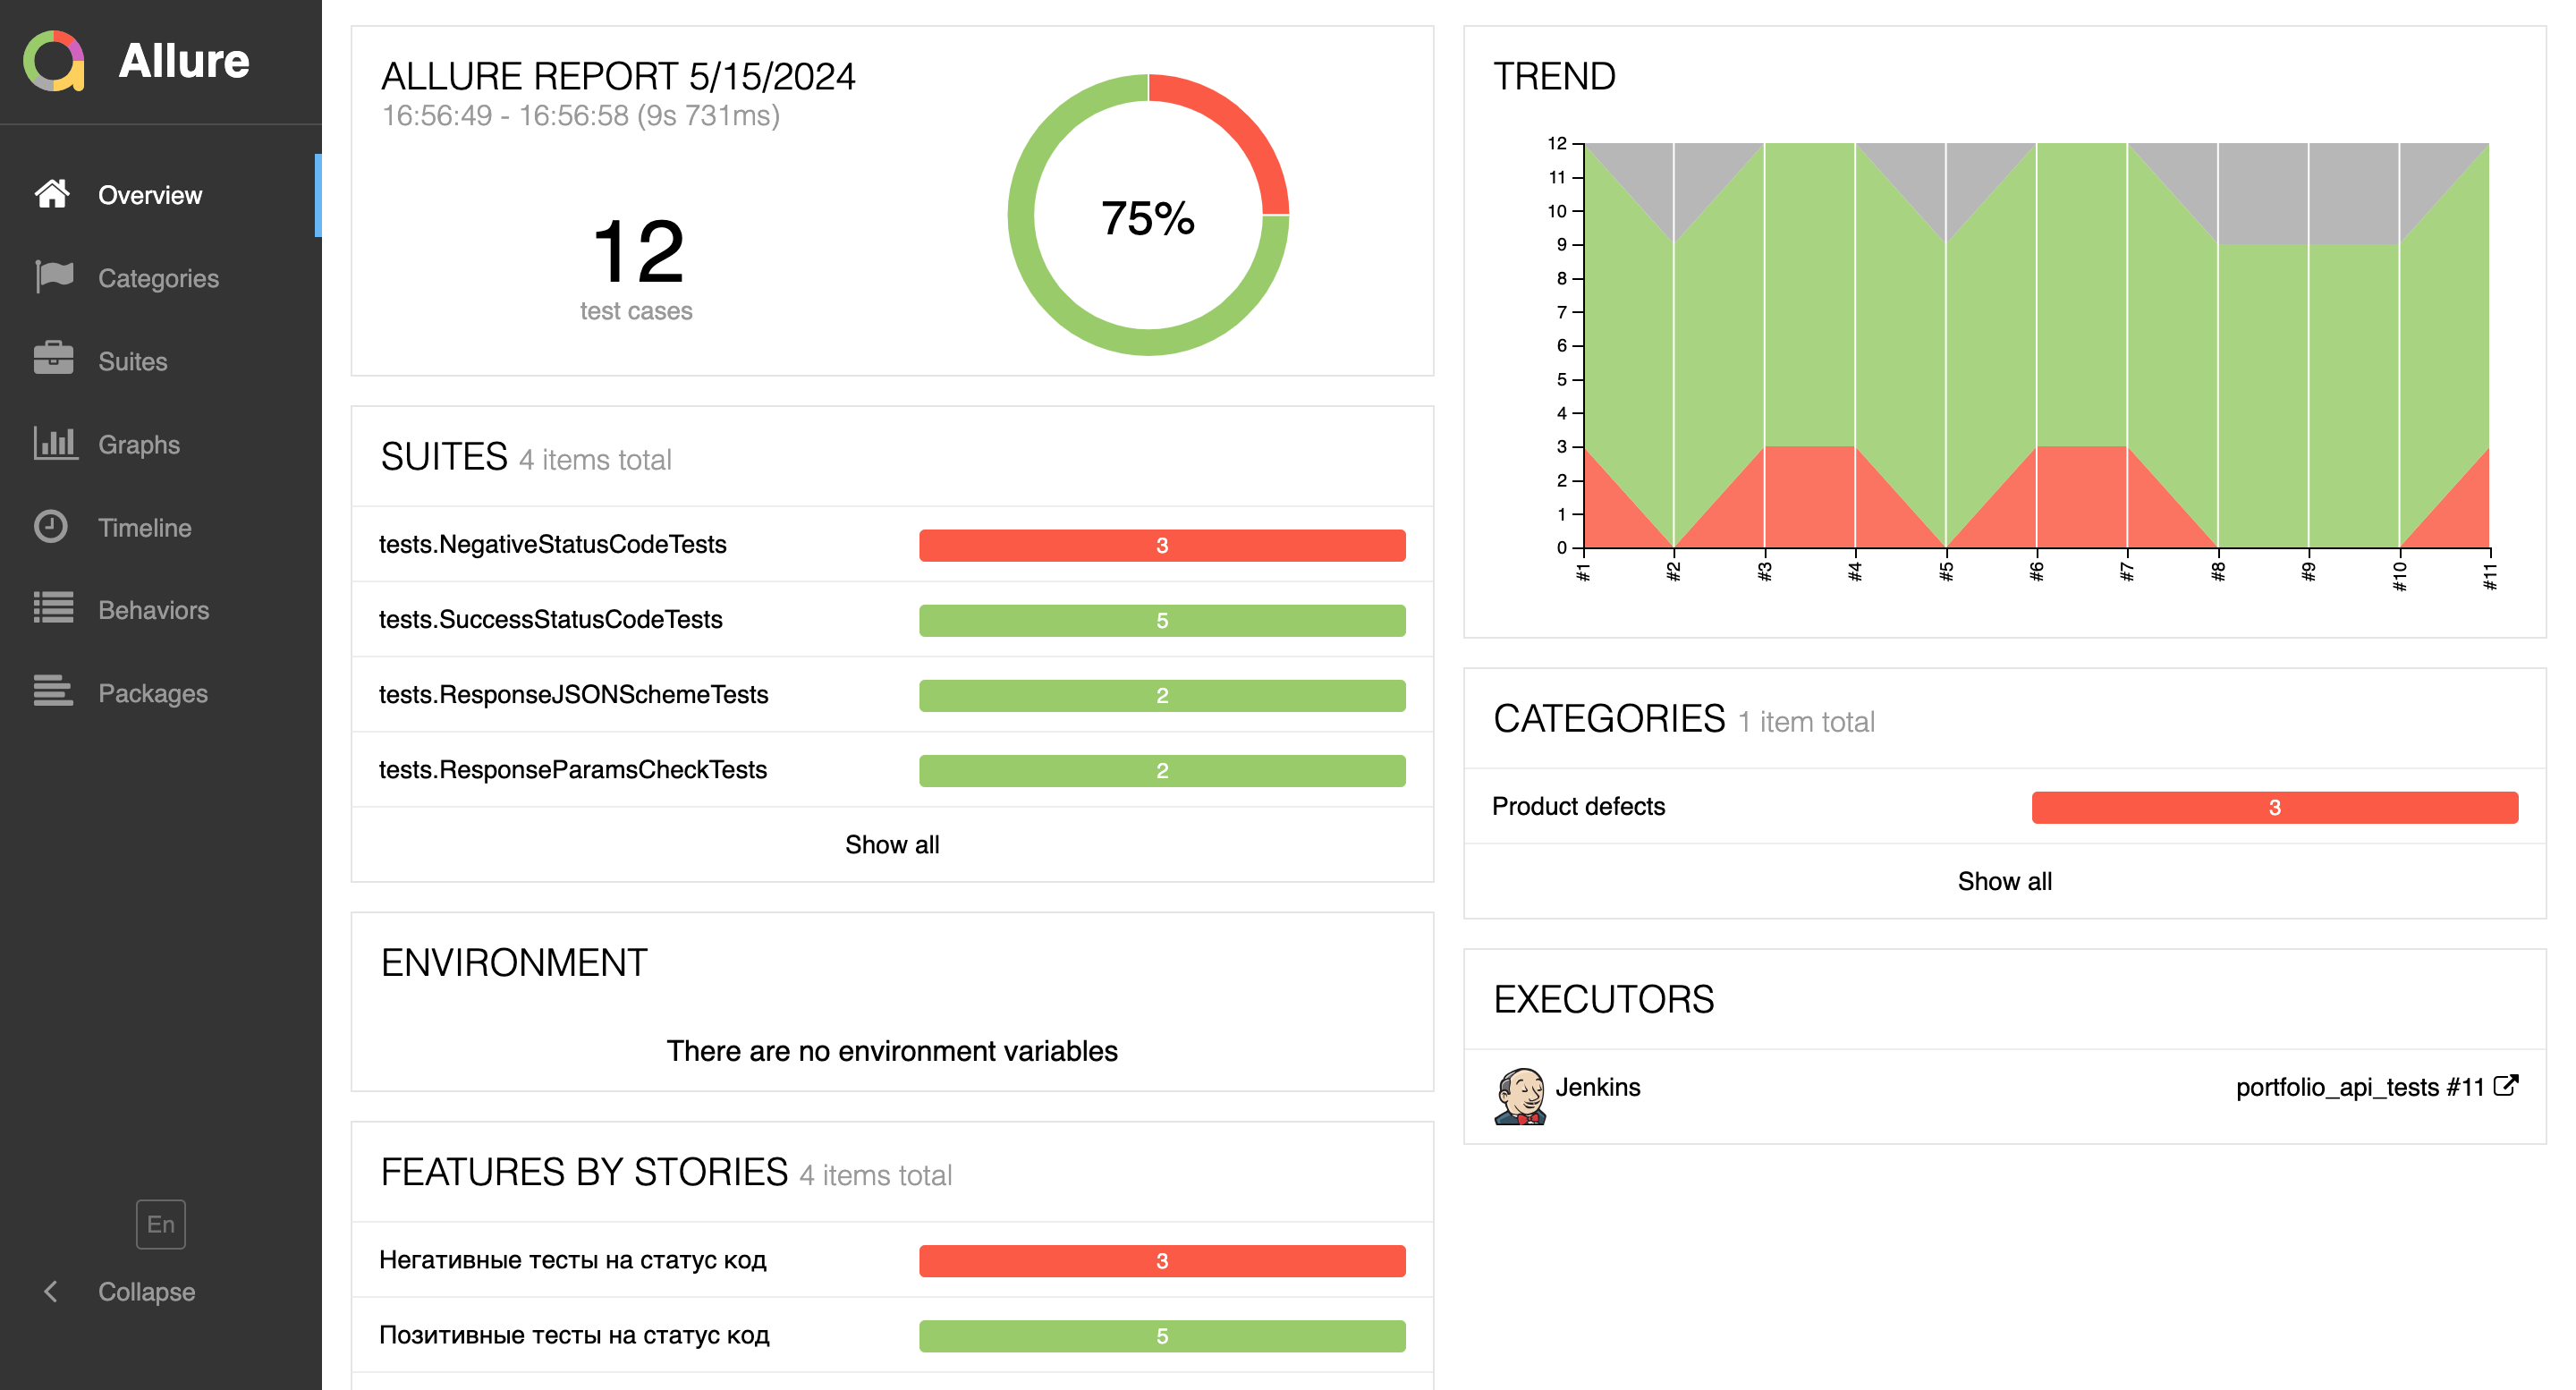 Allure
Overview
Categories
Suites
Graphs
Timeline
Behaviors
Packages
En
Collapse
ALLURE REPORT 5/15/2024
16:56:49 - 16:56:58 (9s 731ms)
12
test cases
75%
SUITES 4 items total
tests.NegativeStatusCodeTests 3
tests.SuccessStatusCodeTests 5
tests.ResponseJSONSchemeTests 2
tests.ResponseParamsCheckTests 2
Show all
ENVIRONMENT
There are no environment variables
FEATURES BY STORIES 4 items total
Негативные тесты на статус код 3
Позитивные тесты на статус код 5
TREND
12
11
10
9
8
7
6
5
4
3
2
1
0
#1 #2 #3 #4 #5 #6 #7 #8 #9 #10 #11
CATEGORIES 1 item total
Product defects 3
Show all
EXECUTORS
Jenkins portfolio_api_tests #11